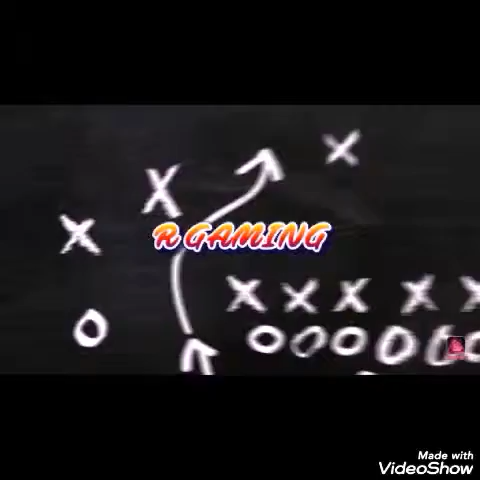 X
X
X
R GAMING
X X X X X
O O O O O O
Made with
VideoShow